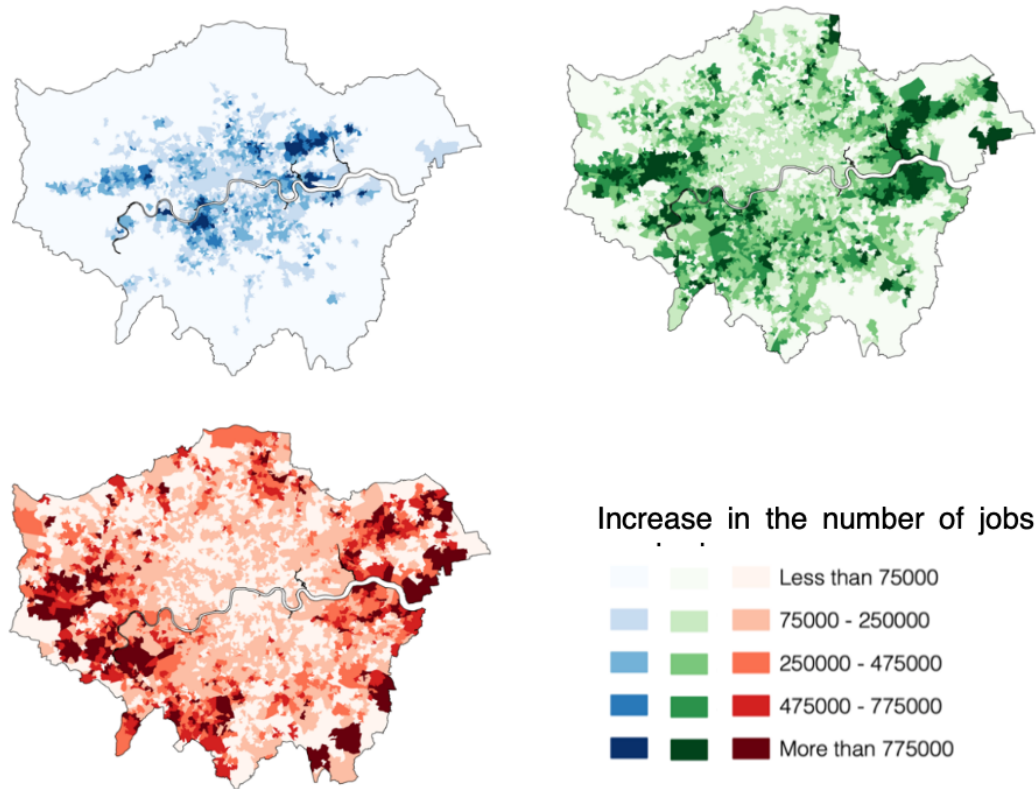 Increase in the number of jobs
Less than 75000
75000 - 250000
250000 - 475000
475000 - 775000
More than 775000